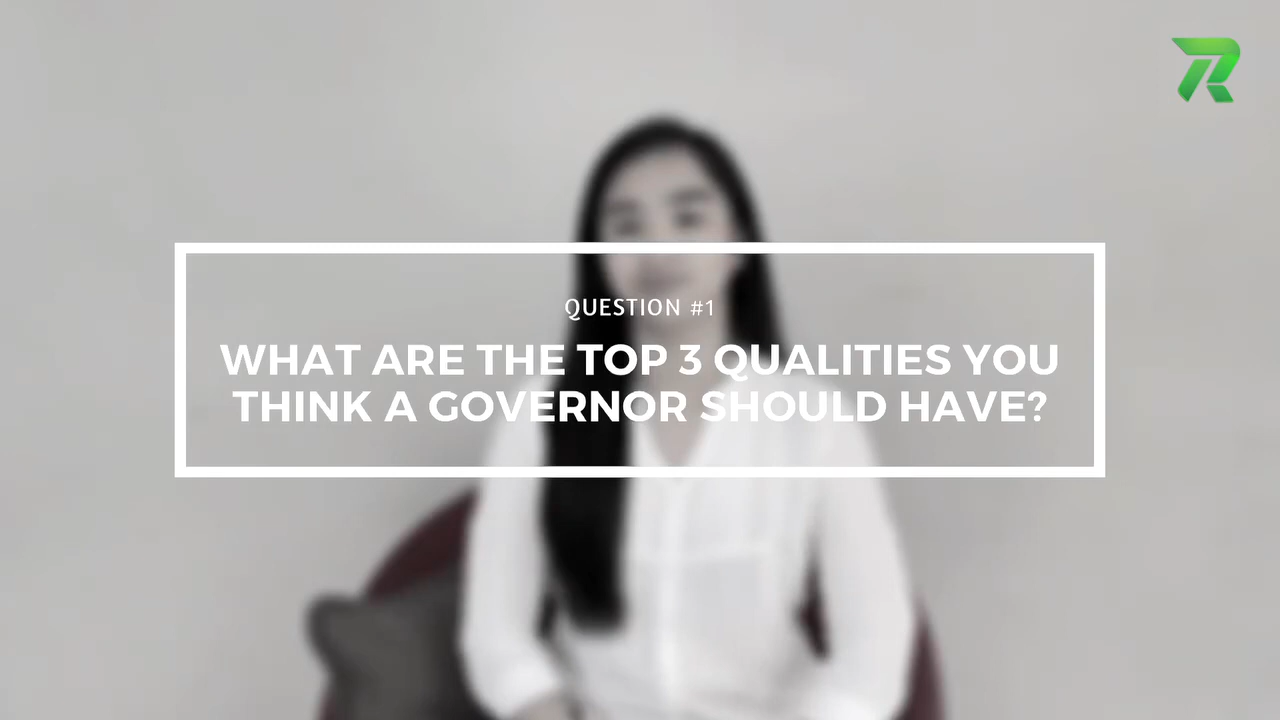 QUESTION #1
WHAT ARE THE TOP 3 QUALITIES YOU
THINK A GOVERNOR SHOULD HAVE?
R